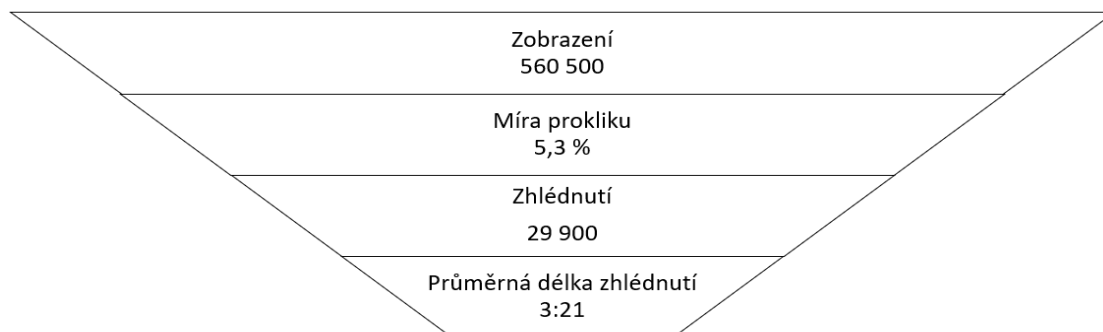 Zobrazení
560 500
Míra prokliku
5,3 %
Zhlédnutí
29 900
Průměrná délka zhlédnutí
3:21